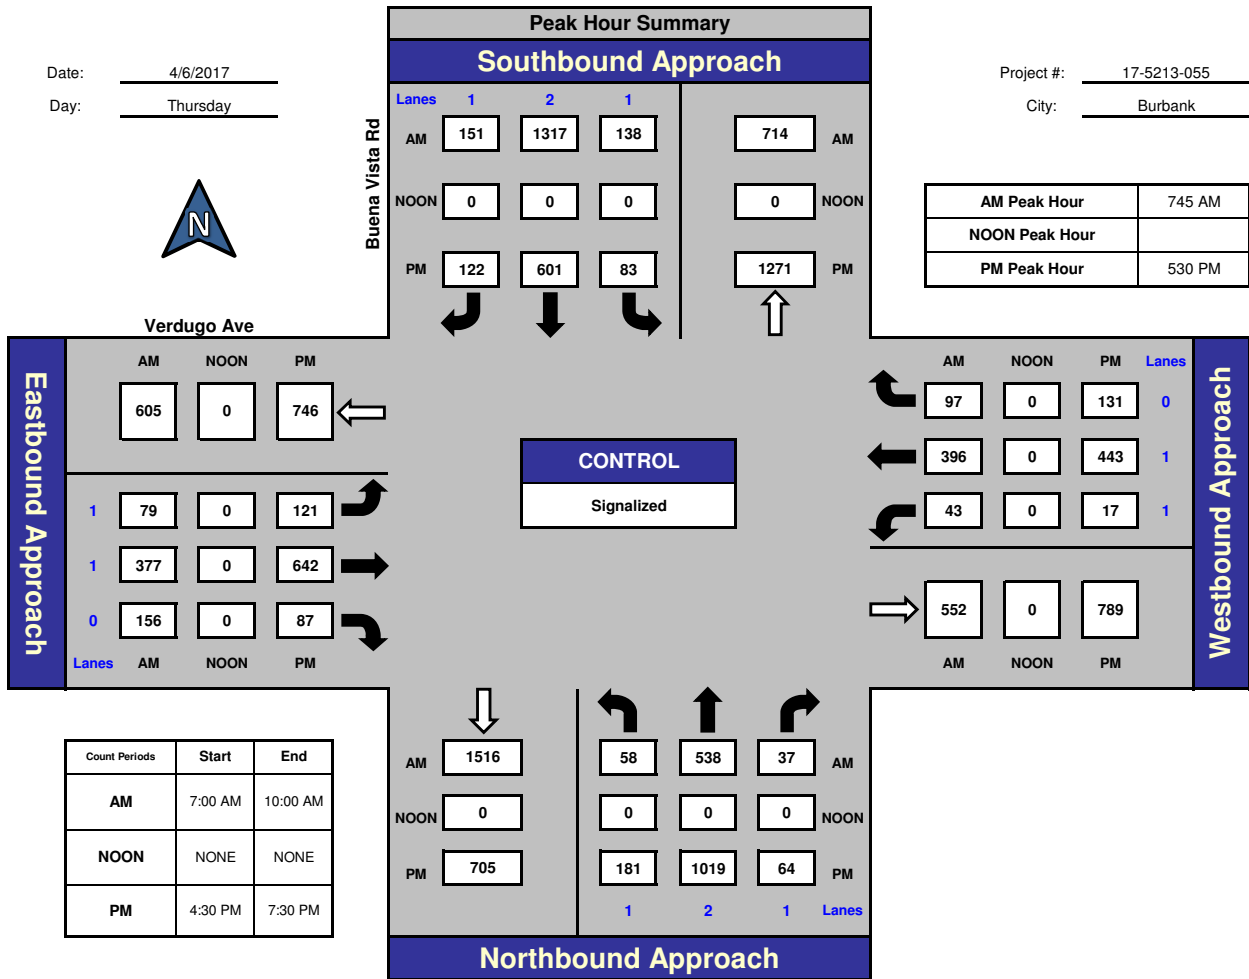 Peak Hour Summary
Southbound Approach
Date: 4/6/2017
Day: Thursday
Project #: 17-5213-055
City: Burbank
N
Buena Vista Rd
Lanes 1 2 1
AM 151 1317 138 714 AM
NOON 0 0 0 0 NOON
PM 122 601 83 1271 PM
AM Peak Hour 745 AM
NOON Peak Hour
PM Peak Hour 530 PM
Verdugo Ave
Eastbound Approach
AM NOON PM
605 0 746
1 79 0 121
1 377 0 642
0 156 0 87
Lanes AM NOON PM
CONTROL
Signalized
AM NOON PM Lanes
97 0 131 0
396 0 443 1
43 0 17 1
552 0 789
AM NOON PM
Westbound Approach
Count Periods Start End
AM 7:00 AM 10:00 AM
NOON NONE NONE
PM 4:30 PM 7:30 PM
AM 1516 58 538 37 AM
NOON 0 0 0 0 NOON
PM 705 181 1019 64 PM
1 2 1 Lanes
Northbound Approach